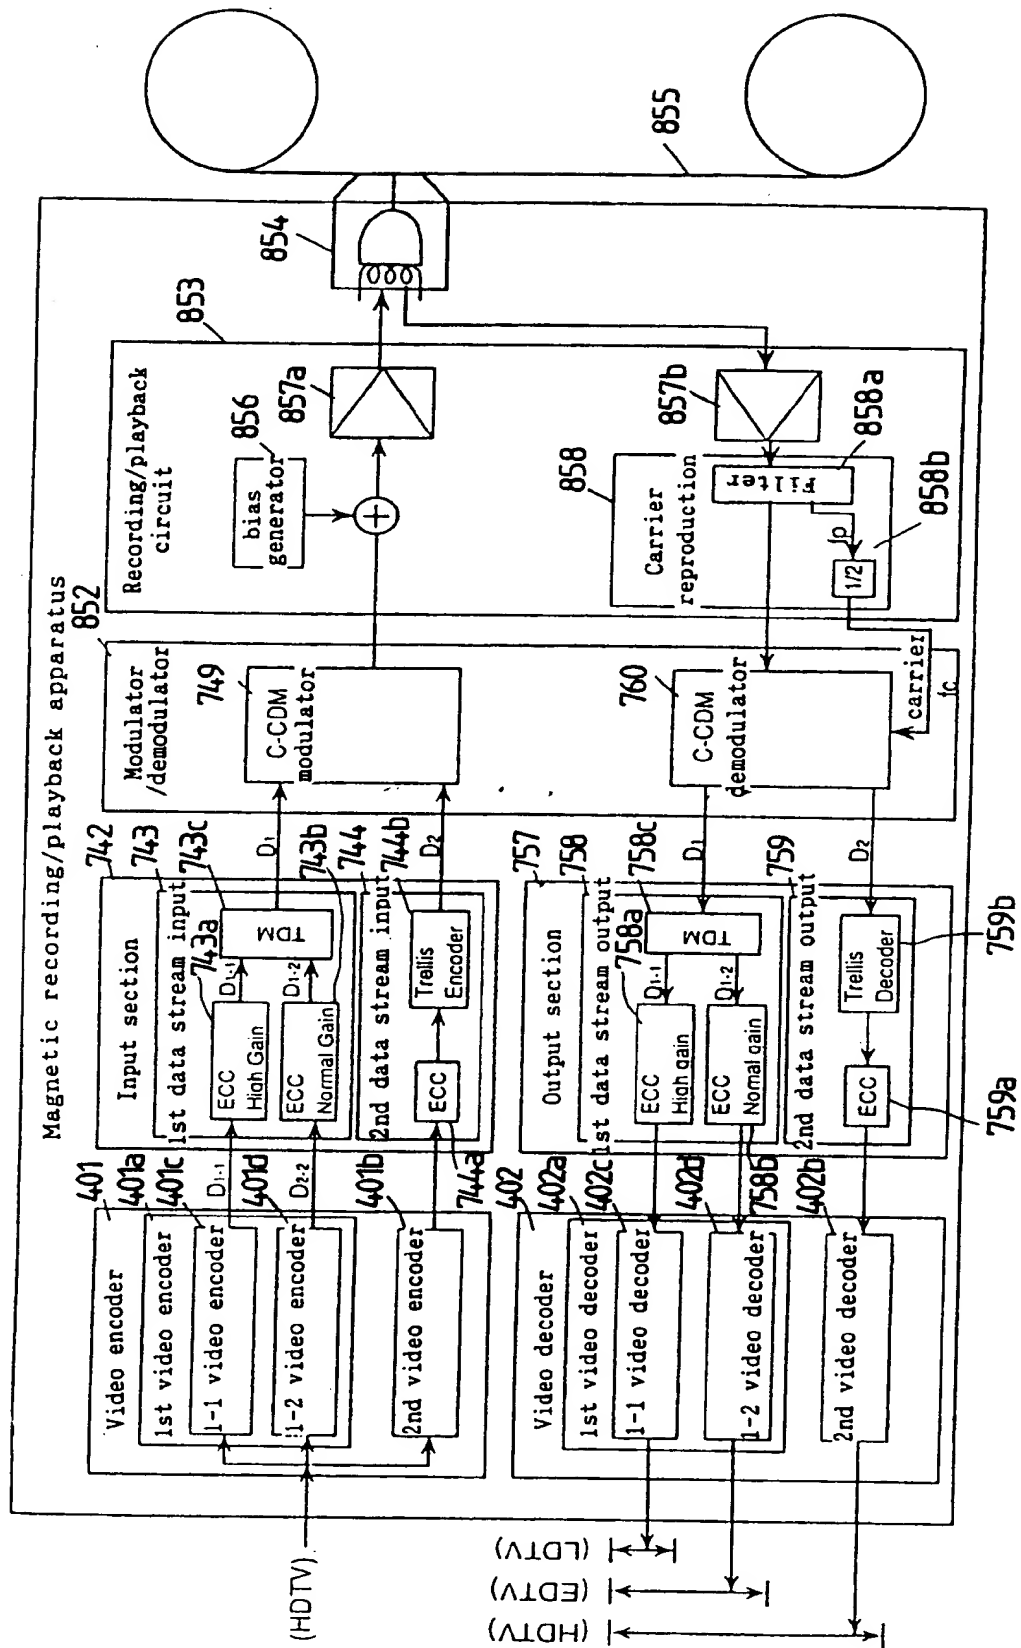 Magnetic recording/playback apparatus
852
853
854
855
Recording/playback
circuit
bias
generator
856
857a
857b
858
Carrier
reproduction
Filter
858a
858b
1/2
carrier
fc
Modulator
/demodulator
749
C-CDM
modulator
760
C-CDM
demodulator
D1
D2
D1
D2
742
Input section
743
1st data stream input
743c
743a
743b
TDM
D1-1
D1-2
ECC
High Gain
ECC
Normal Gain
744
2nd data stream input
744b
Trellis
Encoder
ECC
744a
757
Output section
758
1st data stream output
758c
758a
TDM
D1-1
D1-2
ECC
High gain
ECC
Nomal gain
758b
759
2nd data stream output
Trellis
Decoder
759b
ECC
759a
401
Video encoder
401a
1st video encoder
401c
1-1 video encoder
D1-1
401d
1-2 video encoder
D2-2
401b
2nd video encoder
(HDTV)
402
Video decoder
402a
1st video decoder
402c
1-1 video decoder
402d
1-2 video decoder
402b
2nd video decoder
(LDTV)
(EDTV)
(HDTV)